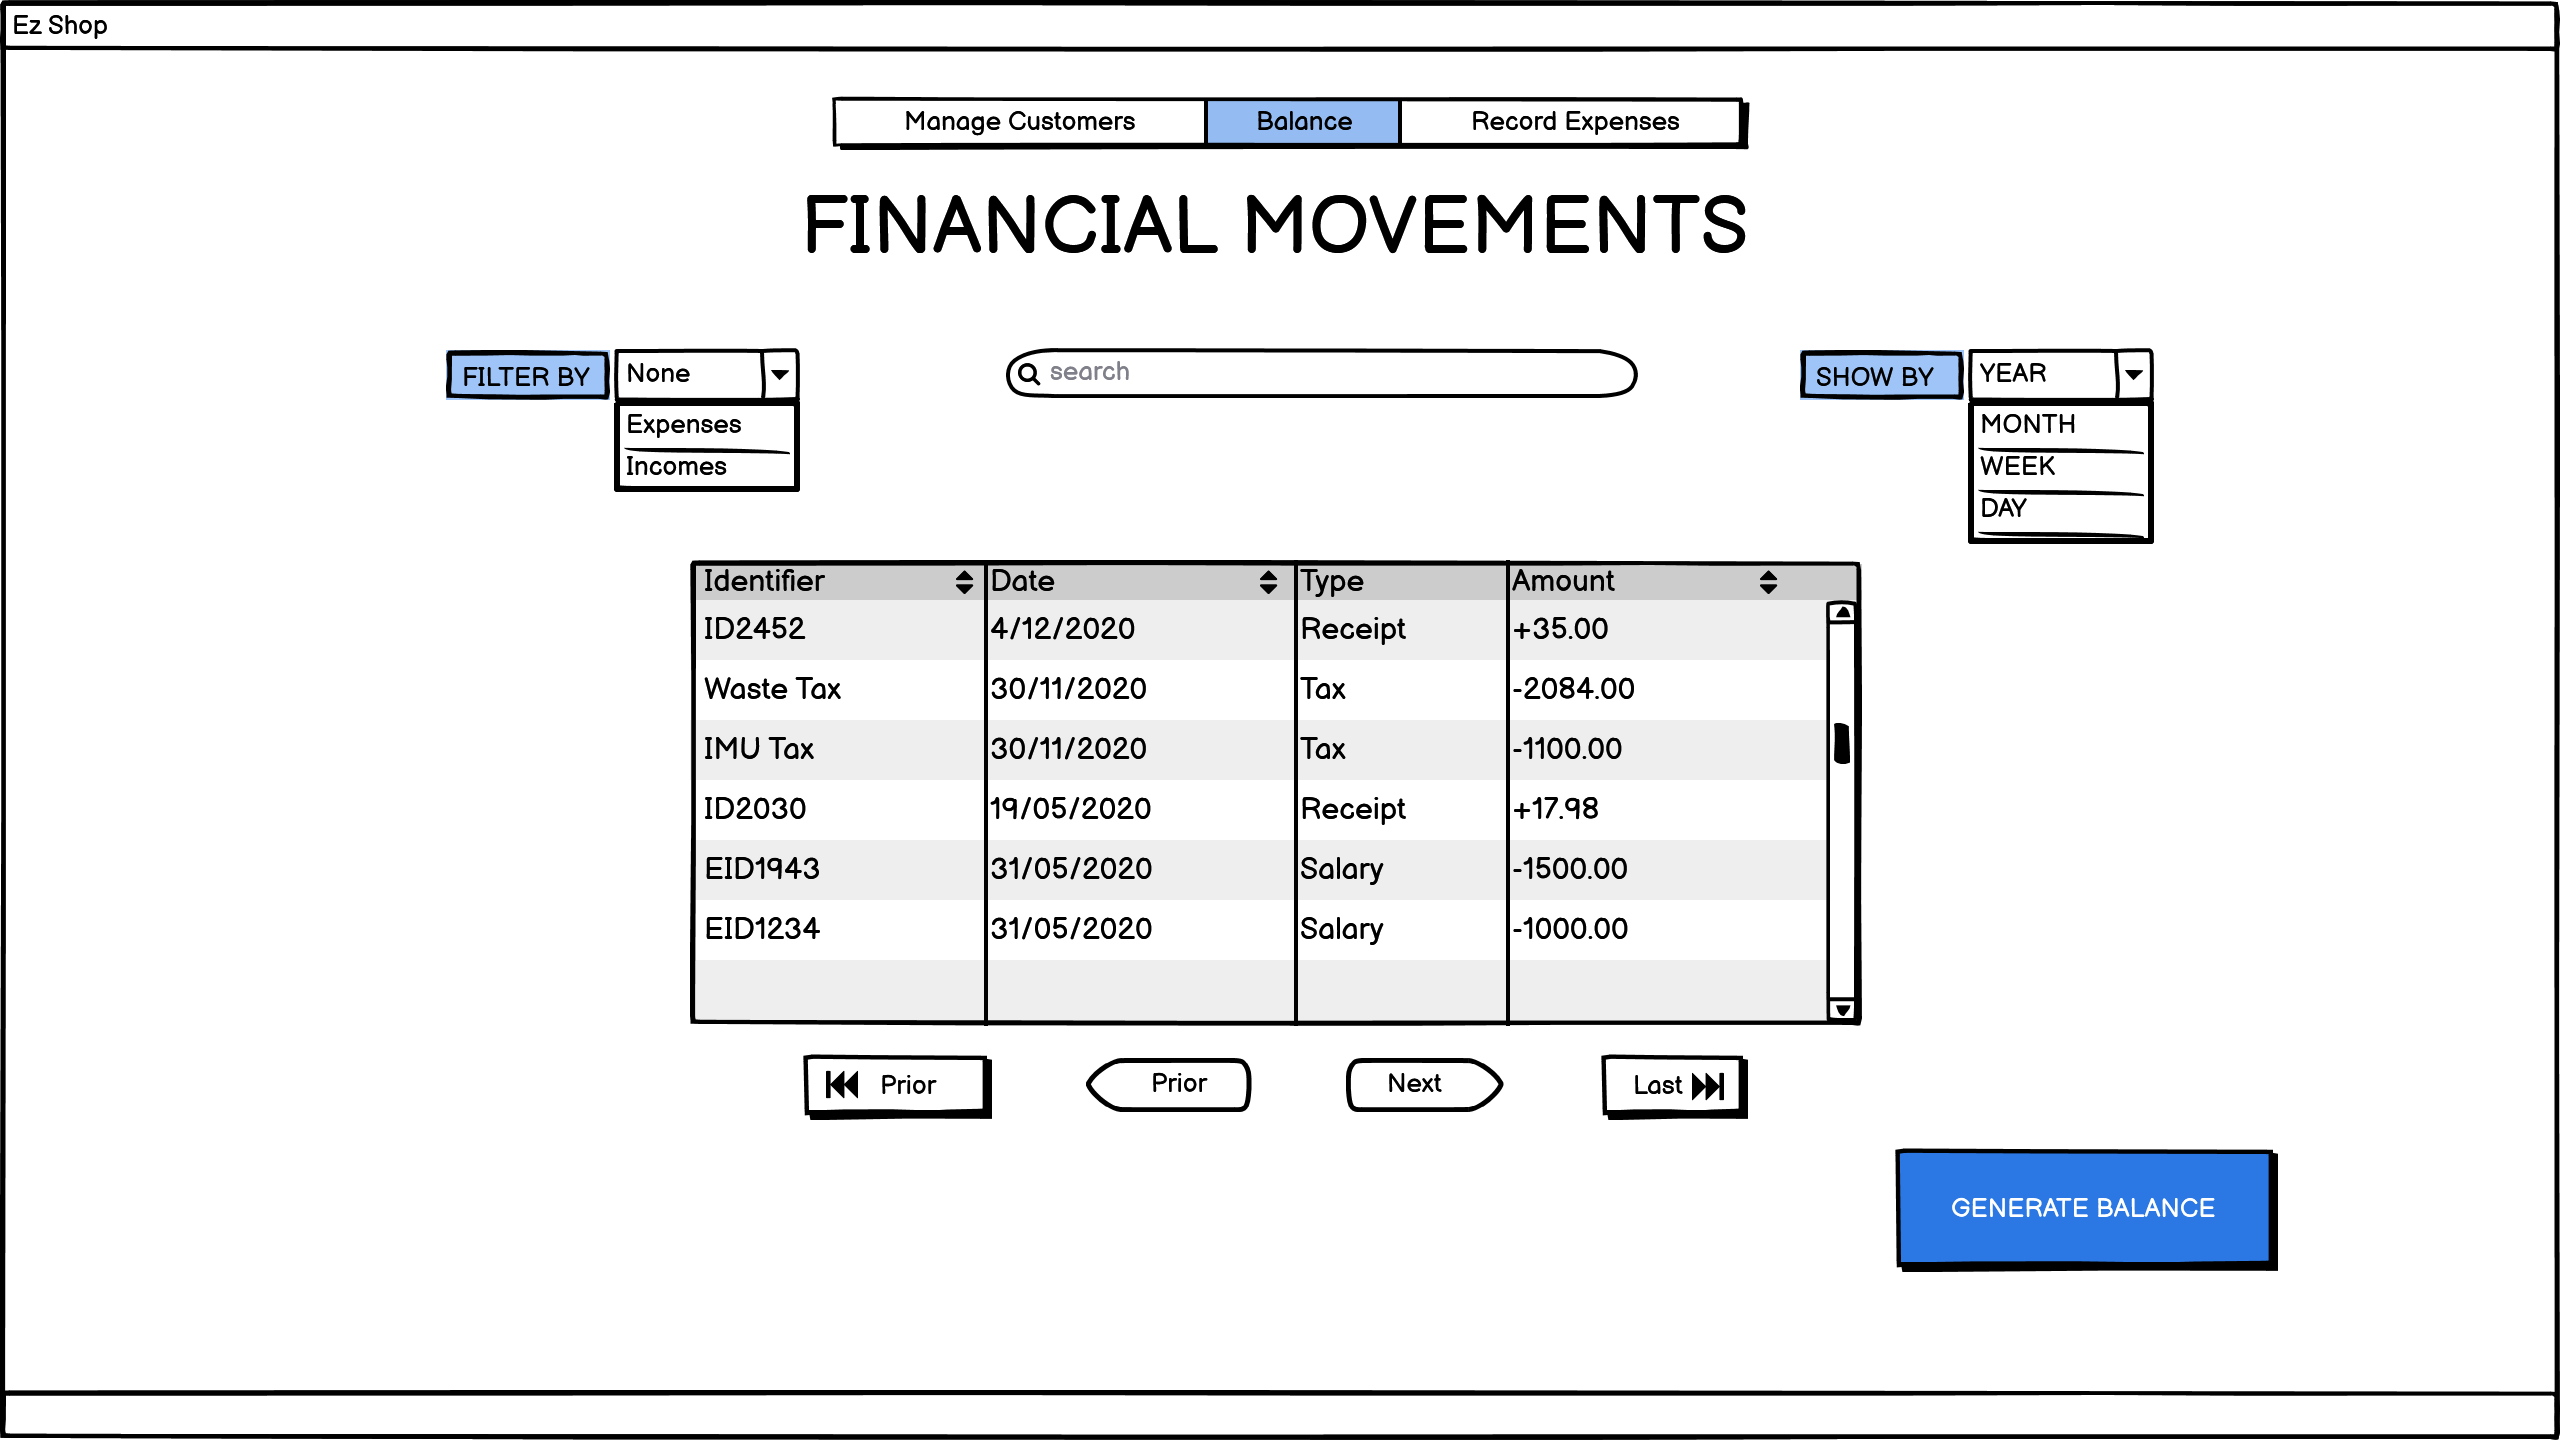 Ez Shop
Manage Customers Balance Record Expenses
FINANCIAL MOVEMENTS
FILTER BY None search SHOW BY YEAR
Expenses MONTH
Incomes WEEK
DAY
Identifier Date Type Amount
ID2452 4/12/2020 Receipt +35.00
Waste Tax 30/11/2020 Tax -2084.00
IMU Tax 30/11/2020 Tax -1100.00
ID2030 19/05/2020 Receipt +17.98
EID1943 31/05/2020 Salary -1500.00
EID1234 31/05/2020 Salary -1000.00
Prior Prior Next Last
GENERATE BALANCE